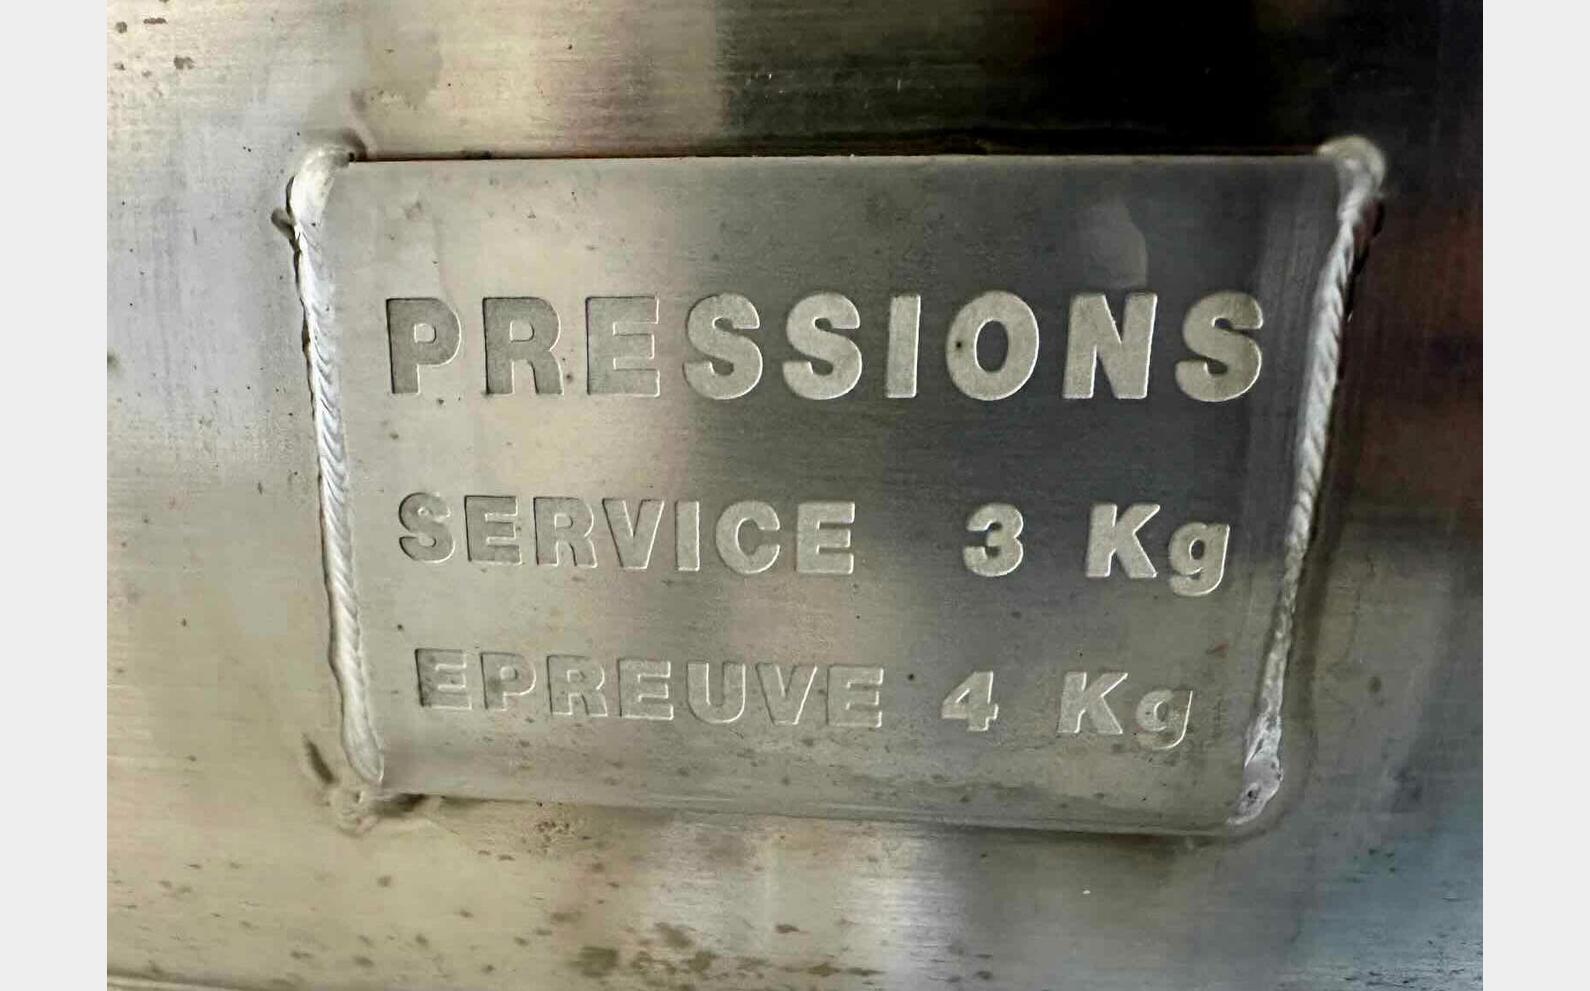 PRESSIONS
SERVICE 3 Kg
EPREUVE 4 Kg